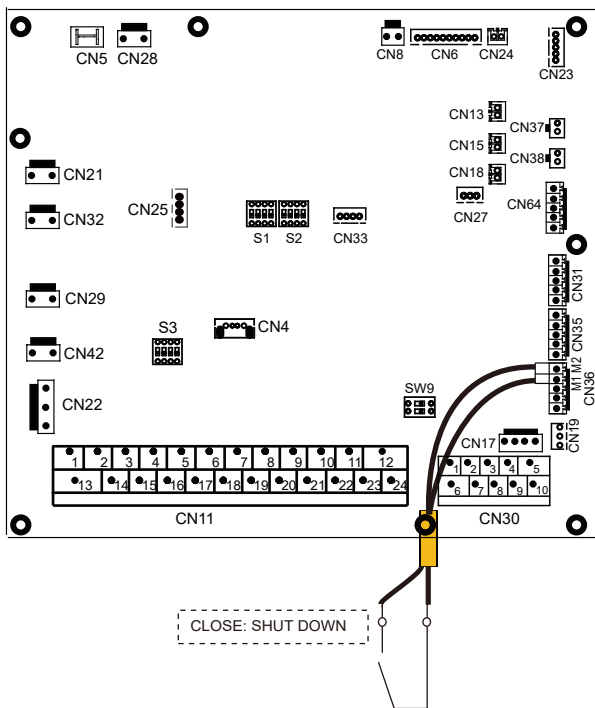 CN5
CN28
CN8
CN6
CN24
CN23
CN13
CN37
CN15
CN38
CN18
CN21
CN32
CN25
S1
S2
CN33
CN27
CN64
CN31
CN29
CN4
CN35
S3
CN42
M1 M2
CN36
CN22
SW9
CN17
CN19
1 2 3 4 5 6 7 8 9 10 11 12
13 14 15 16 17 18 19 20 21 22 23 24
CN11
1 2 3 4 5
6 7 8 9 10
CN30
CLOSE: SHUT DOWN